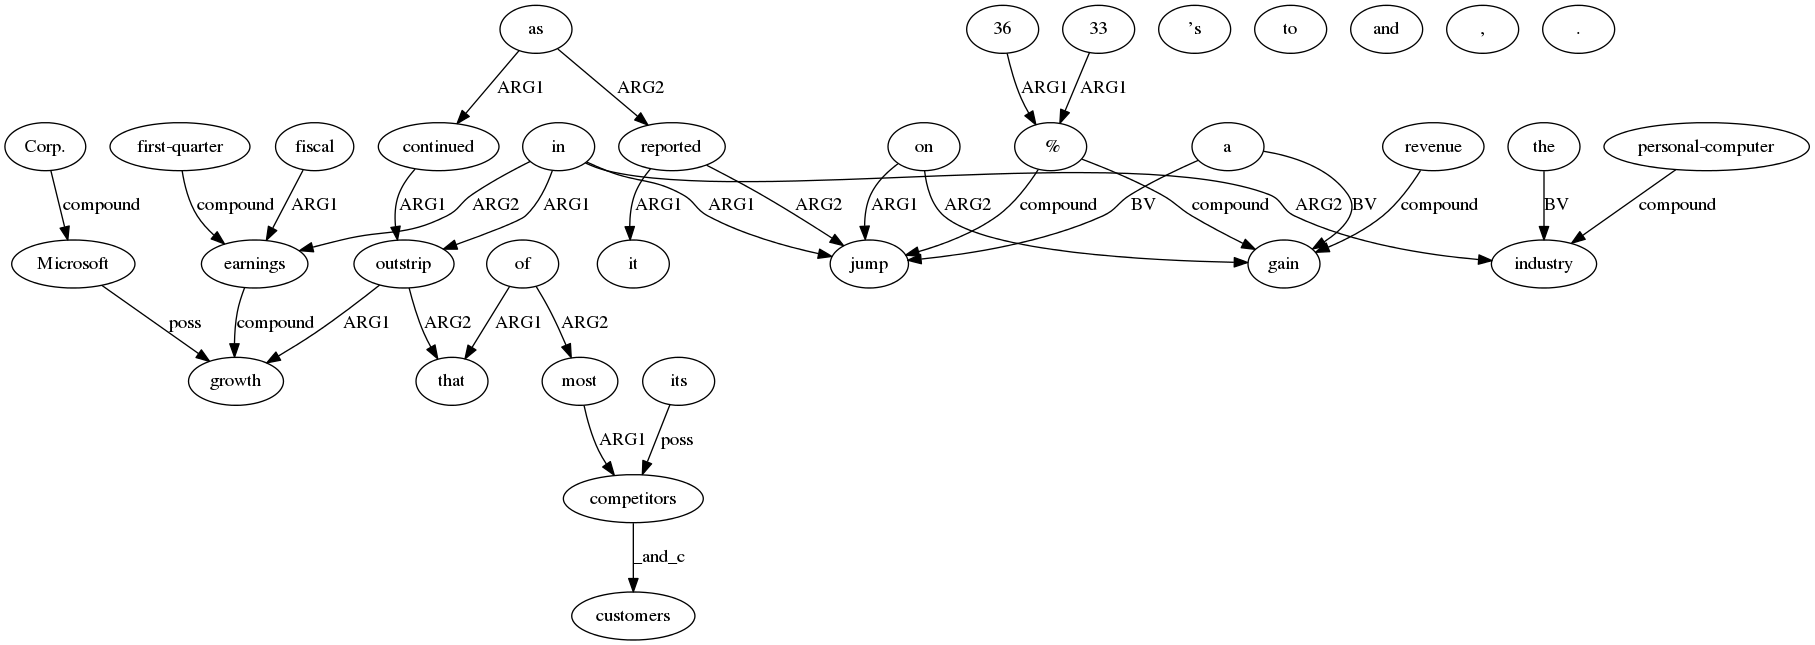 as 36 33 's to and , .
ARG1 ARG2 ARG1 ARG1
Corp. first-quarter fiscal continued in reported on % a revenue the personal-computer
compound compound ARG1 ARG1 ARG2 ARG1 ARG1 ARG1 ARG2 ARG1 ARG2 compound BV compound BV compound ARG2 BV compound
Microsoft earnings outstrip of it jump gain industry
poss compound ARG1 ARG2 ARG1 ARG2
growth that most its
ARG1 poss
competitors
_and_c
customers